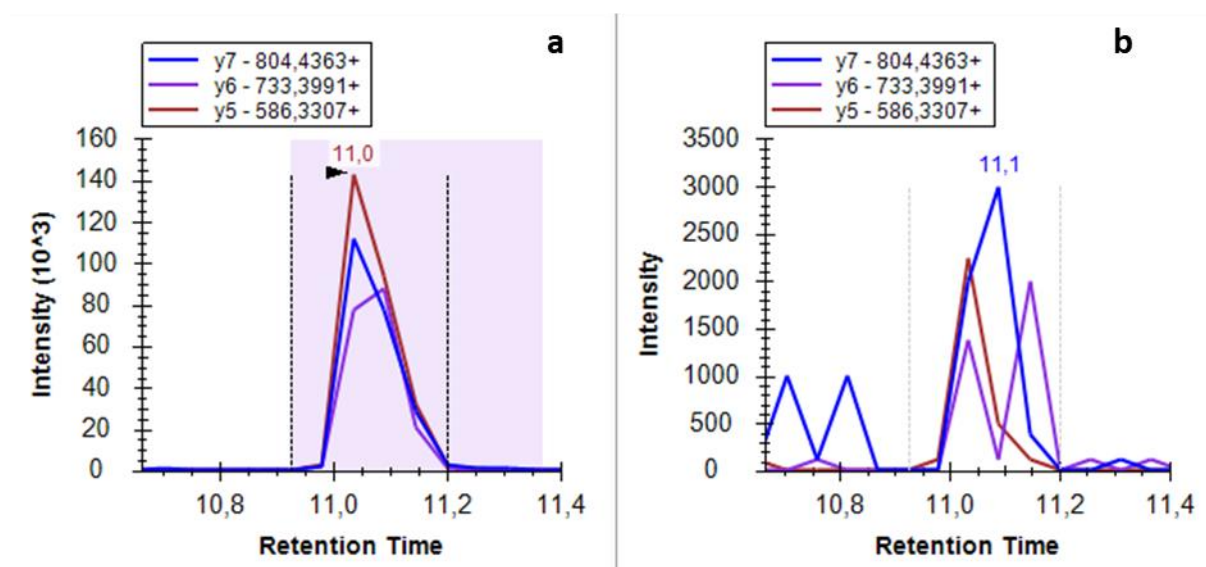 a
y7 - 804,4363+
y6 - 733,3991+
y5 - 586,3307+
160
140
120
100
80
60
40
20
0
Intensity (10^3)
11,0
10,8 11,0 11,2 11,4
Retention Time
b
y7 - 804,4363+
y6 - 733,3991+
y5 - 586,3307+
3500
3000
2500
2000
1500
1000
500
0
Intensity
11,1
10,8 11,0 11,2 11,4
Retention Time